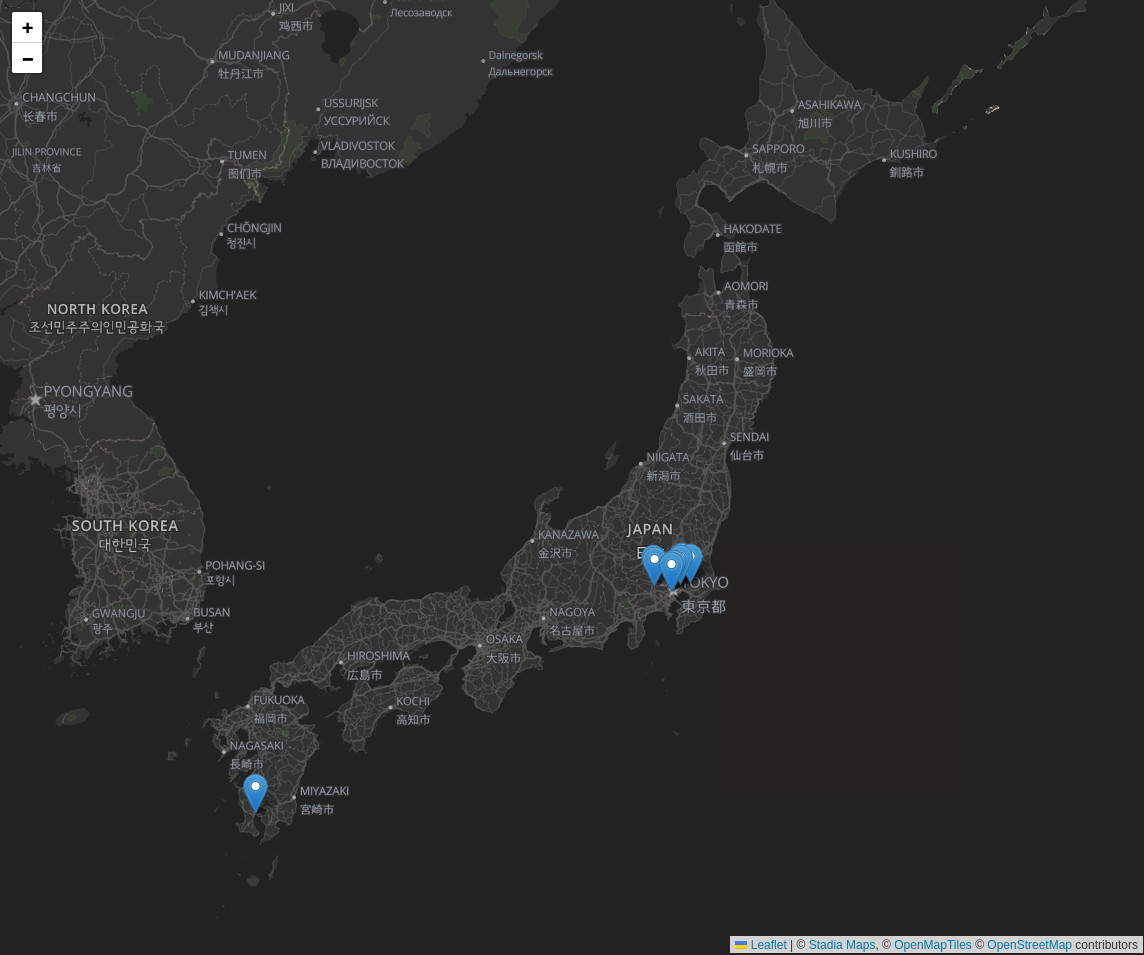 +
−
JIXI
鸡西市
Лесозаводск
MUDANJIANG
牡丹江市
Dalnegorsk
Дальнегорск
CHANGCHUN
长春市
USSURIJSK
УССУРИЙСК
ASAHIKAWA
旭川市
JILIN PROVINCE
吉林省
TUMEN
图们市
VLADIVOSTOK
ВЛАДИВОСТОК
SAPPORO
札幌市
KUSHIRO
釧路市
CHŎNGJIN
청진시
HAKODATE
函館市
KIMCH'AEK
김책시
AOMORI
青森市
NORTH KOREA
조선민주주의인민공화국
AKITA
秋田市
MORIOKA
盛岡市
PYONGYANG
평양시
SAKATA
酒田市
SENDAI
仙台市
NIIGATA
新潟市
SOUTH KOREA
대한민국
JAPAN
KANAZAWA
金沢市
POHANG-SI
포항시
TOKYO
東京都
GWANGJU
광주
BUSAN
부산
NAGOYA
名古屋市
OSAKA
大阪市
HIROSHIMA
広島市
FUKUOKA
福岡市
KOCHI
高知市
NAGASAKI
長崎市
MIYAZAKI
宮崎市
Leaflet | © Stadia Maps, © OpenMapTiles © OpenStreetMap contributors